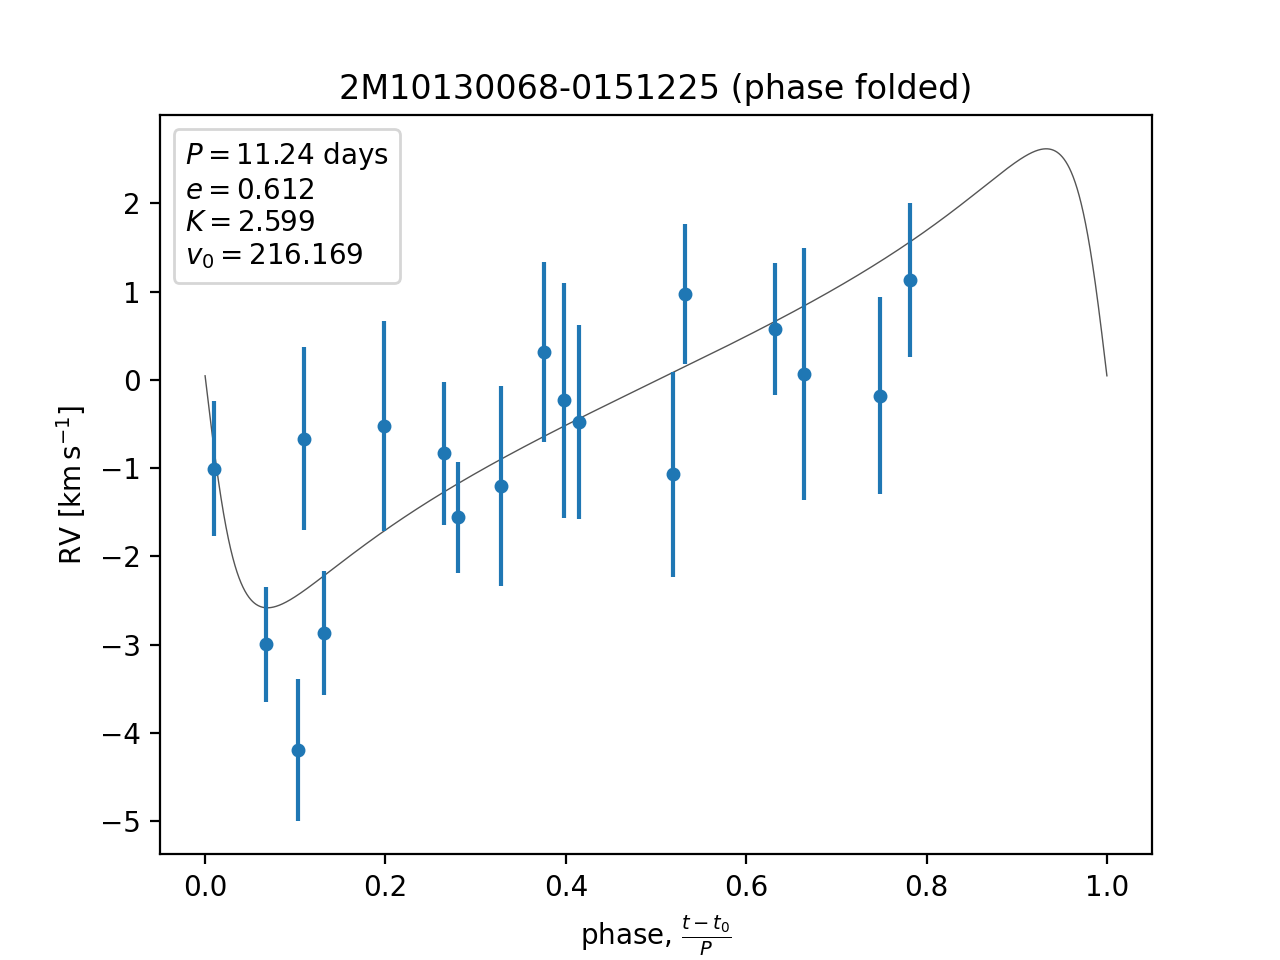 2M10130068-0151225 (phase folded)
P = 11.24 days
e = 0.612
K = 2.599
v₀ = 216.169
2
1
0
−1
−2
−3
−4
−5
RV [km s⁻¹]
0.0 0.2 0.4 0.6 0.8 1.0
phase, (t − t₀)/P